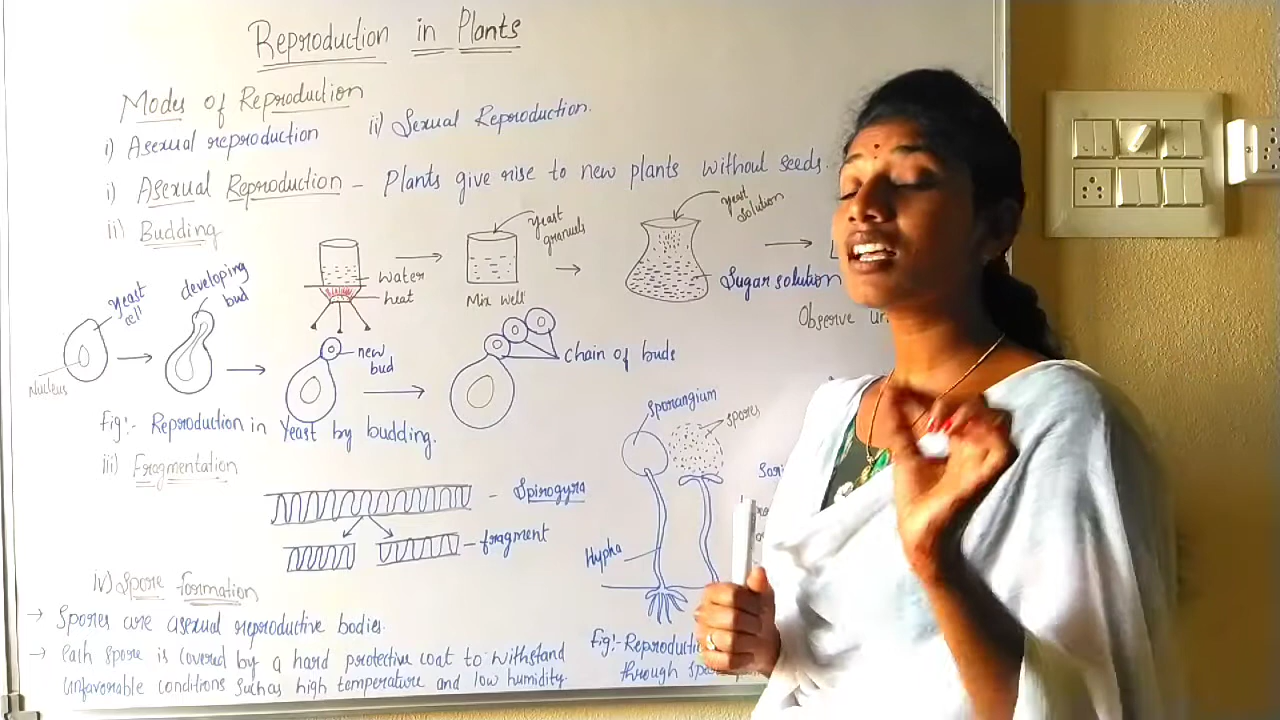 Reproduction in Plants
Modes of Reproduction
i) Asexual reproduction ii) Sexual Reproduction.
i) Asexual Reproduction - Plants give rise to new plants without seeds.
ii) Budding
yeast granuels
yeast solution
developing bud
yeast cell
Water
heat
Mix well
Sugar solution
Observe
Nucleus
new bud
chain of buds
Fig:- Reproduction in Yeast by budding.
iii) Fragmentation
Sporangium
spores
- Spirogyra
- fragment
Hypha
iv) Spore formation
→ Spores are asexual reproductive bodies.
→ Each spore is covered by a hard protective coat to withstand
unfavorable conditions such as high temperature and low humidity.
Fig:- Reproducti
through